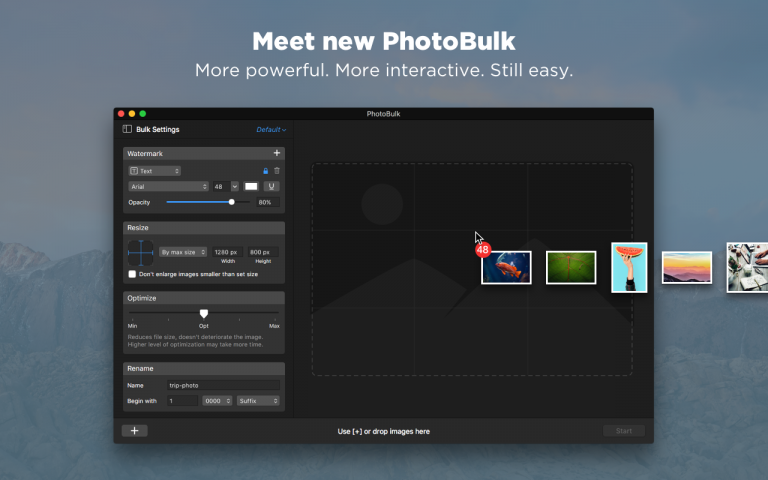 Meet new PhotoBulk
More powerful. More interactive. Still easy.
PhotoBulk
Bulk Settings
Default
Watermark
+
T Text
Arial
48
U
Opacity
80%
Resize
By max size
1280 px
800 px
Width
Height
Don't enlarge images smaller than set size
Optimize
Min
Opt
Max
Reduces file size, doesn't deteriorate the image.
Higher level of optimization may take more time.
Rename
Name
trip-photo
Begin with
1
0000
Suffix
48
+
Use [+] or drop images here
Start